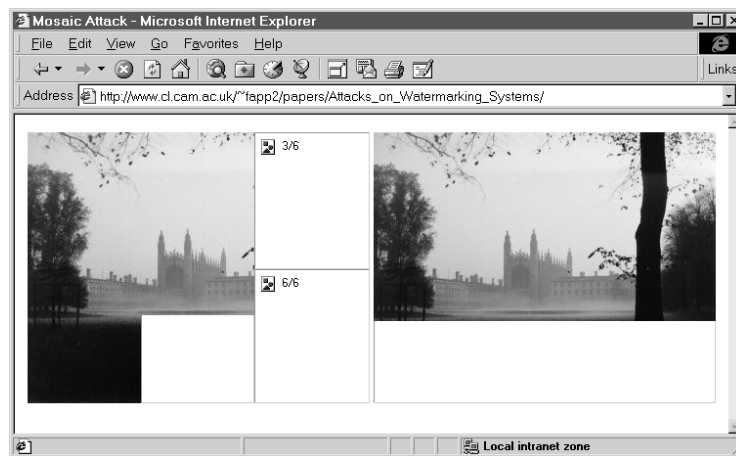 Mosaic Attack - Microsoft Internet Explorer
File Edit View Go Favorites Help
Links
Address http://www.cl.cam.ac.uk/~fapp2/papers/Attacks_on_Watermarking_Systems/
3/6
6/6
Local intranet zone